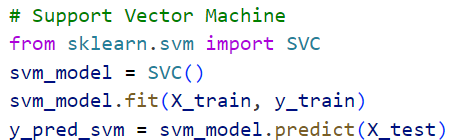 # Support Vector Machine
from sklearn.svm import SVC
svm_model = SVC()
svm_model.fit(X_train, y_train)
y_pred_svm = svm_model.predict(X_test)